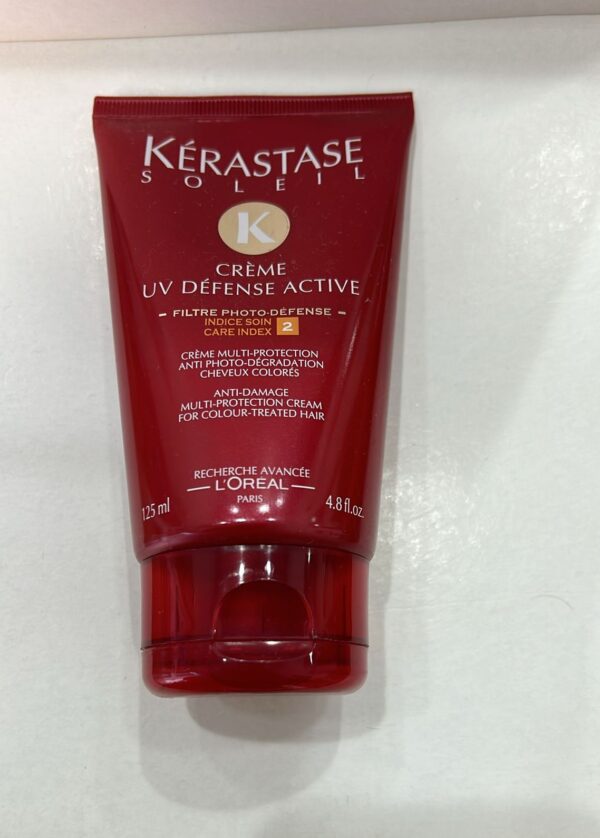 KÉRASTASE
SOLEIL
K
CRÈME
UV DÉFENSE ACTIVE
FILTRE PHOTO-DÉFENSE
INDICE SOIN
CARE INDEX 2
CRÈME MULTI-PROTECTION
ANTI PHOTO-DÉGRADATION
CHEVEUX COLORÉS
ANTI-DAMAGE
MULTI-PROTECTION CREAM
FOR COLOUR-TREATED HAIR
RECHERCHE AVANCÉE
L'ORÉAL
PARIS
125 ml 4.8 fl.oz.